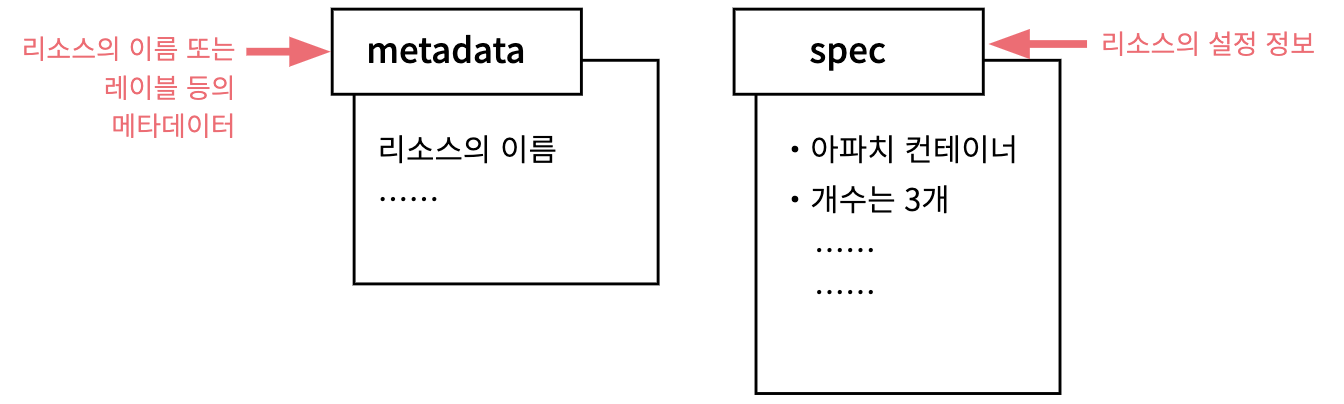 리소스의 이름 또는
레이블 등의
메타데이터
metadata
리소스의 이름
······
spec
리소스의 설정 정보
• 아파치 컨테이너
• 개수는 3개
······
······